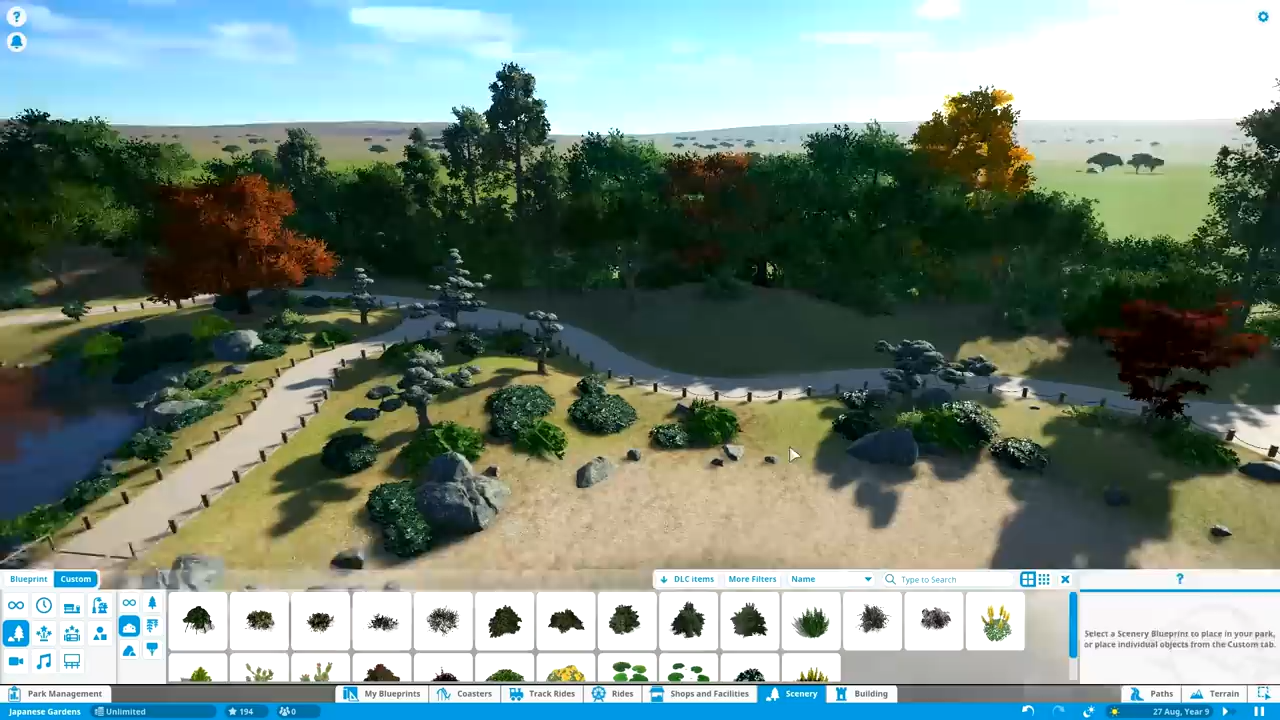 ?
Blueprint Custom
DLC items More Filters Name Type to Search
?
Select a Scenery Blueprint to place in your park,
or place individual objects from the Custom tab.
Park Management My Blueprints Coasters Track Rides Rides Shops and Facilities Scenery Building Paths Terrain
Japanese Gardens Unlimited 194 0 27 Aug, Year 9